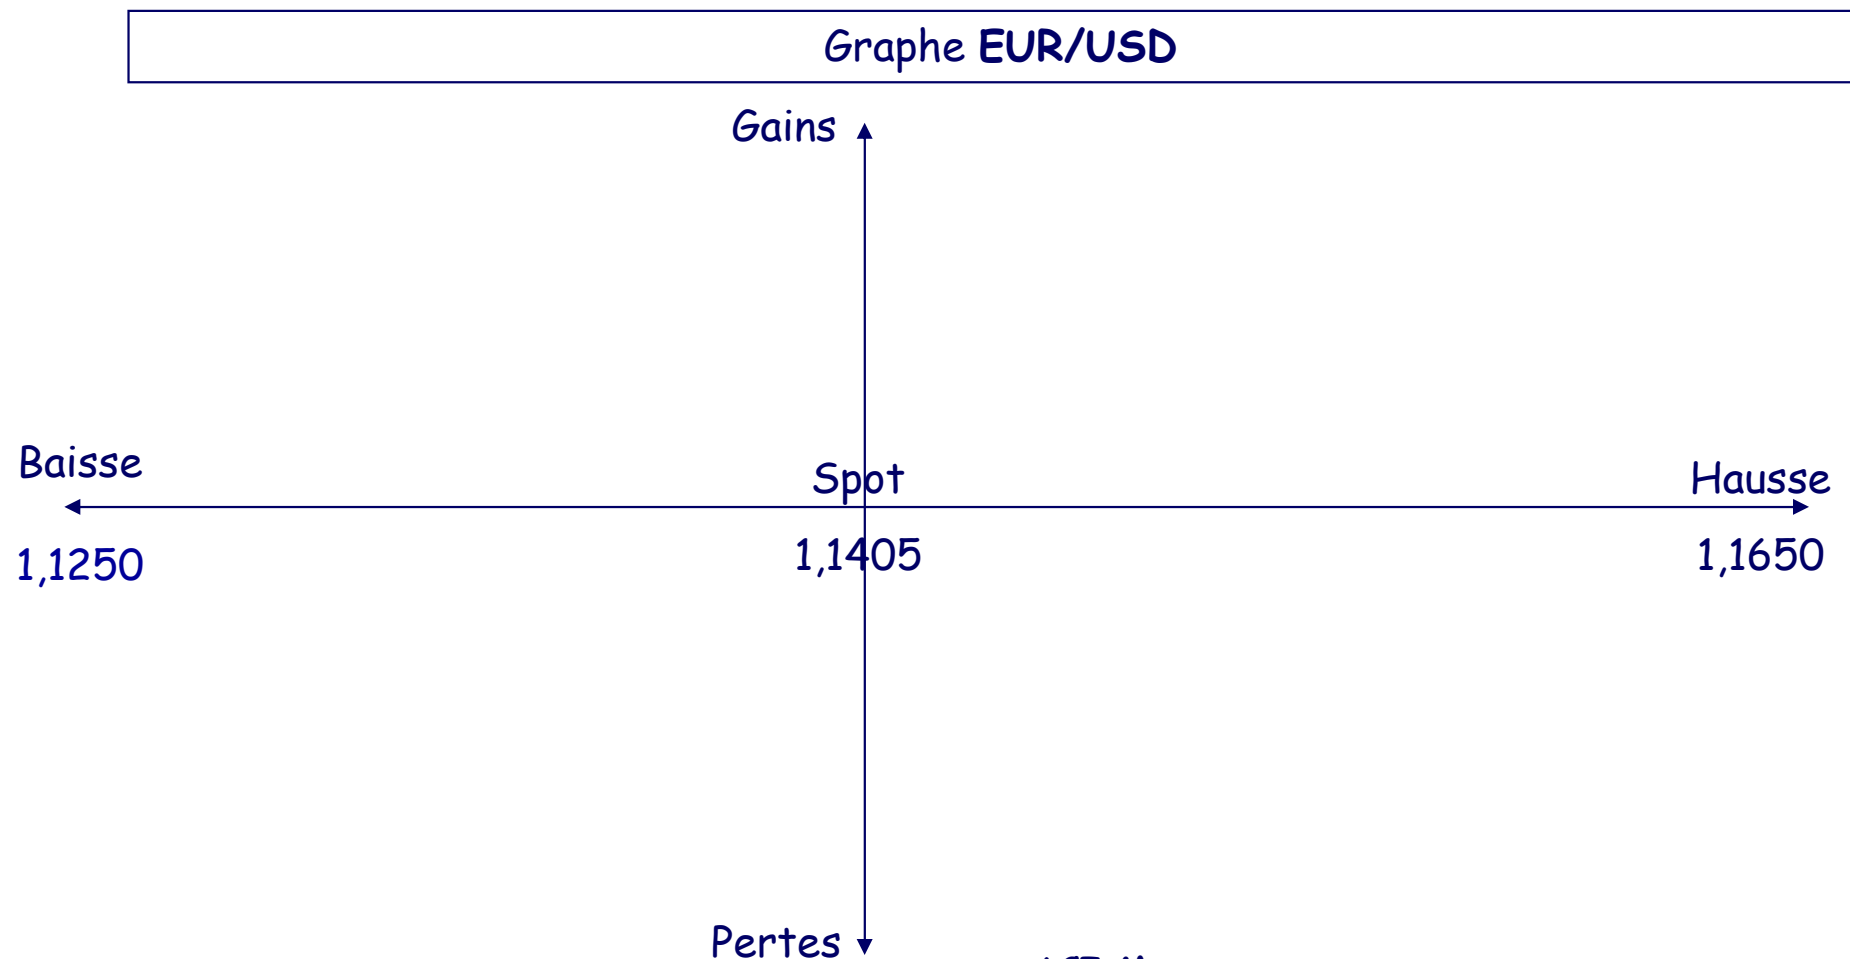 Graphe EUR/USD
Gains
Baisse
Spot
Hausse
1,1250
1,1405
1,1650
Pertes